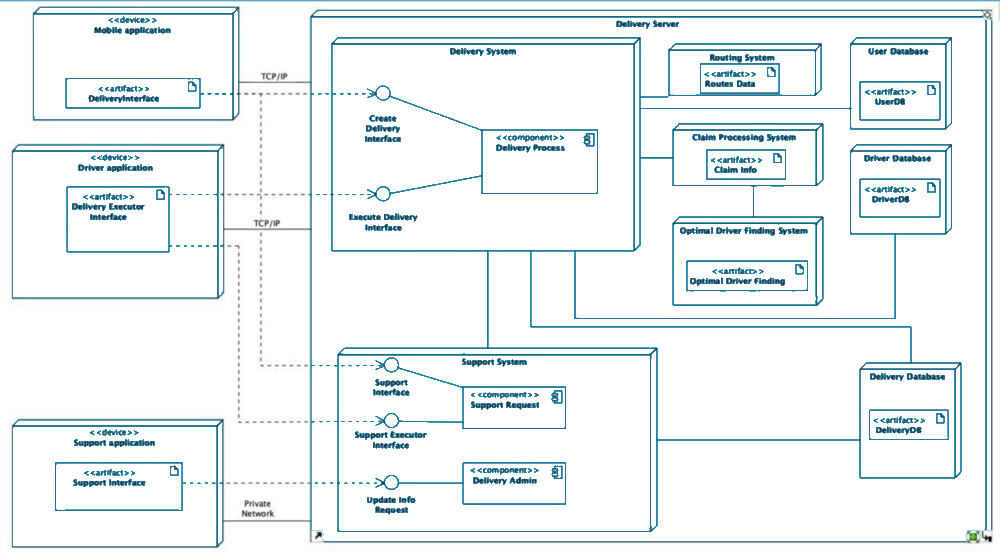 <<device>>
Mobile application
<<artifact>>
DeliveryInterface
TCP/IP
<<device>>
Driver application
<<artifact>>
Delivery Executor
Interface
TCP/IP
<<device>>
Support application
<<artifact>>
Support Interface
Private
Network
Delivery Server
Delivery System
Create
Delivery
Interface
<<component>>
Delivery Process
Execute Delivery
Interface
Routing System
<<artifact>>
Routes Data
User Database
<<artifact>>
UserDB
Claim Processing System
<<artifact>>
Claim Info
Driver Database
<<artifact>>
DriverDB
Optimal Driver Finding System
<<artifact>>
Optimal Driver Finding
Support System
Support
Interface
<<component>>
Support Request
Support Executor
Interface
<<component>>
Delivery Admin
Update Info
Request
Delivery Database
<<artifact>>
DeliveryDB